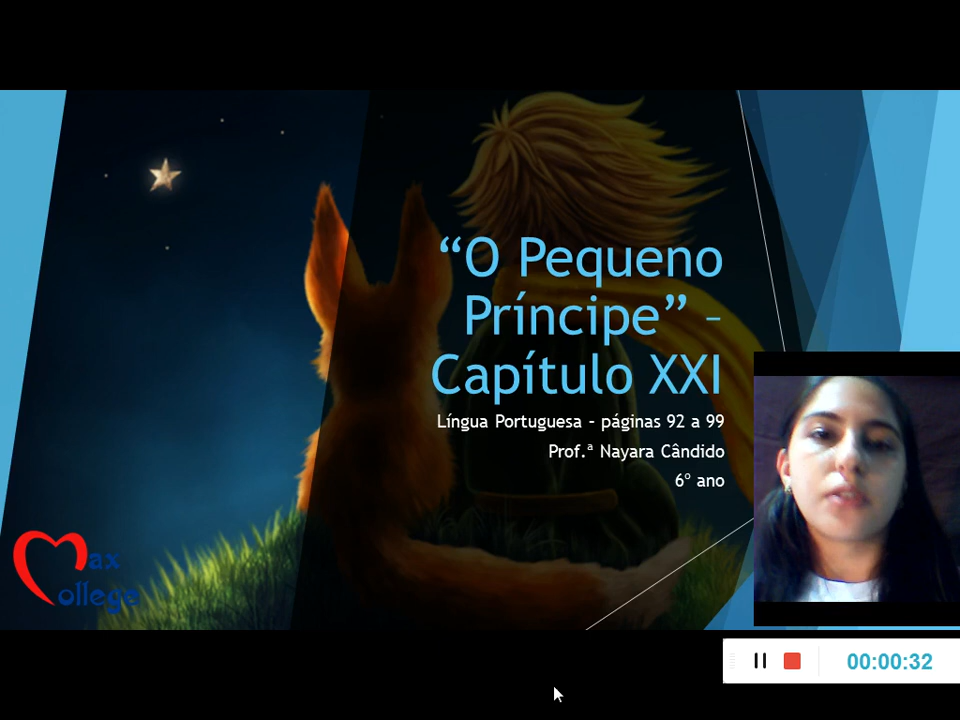 “O Pequeno
Príncipe” –
Capítulo XXI
Língua Portuguesa – páginas 92 a 99
Prof.ª Nayara Cândido
6º ano
Max
College
00:00:32